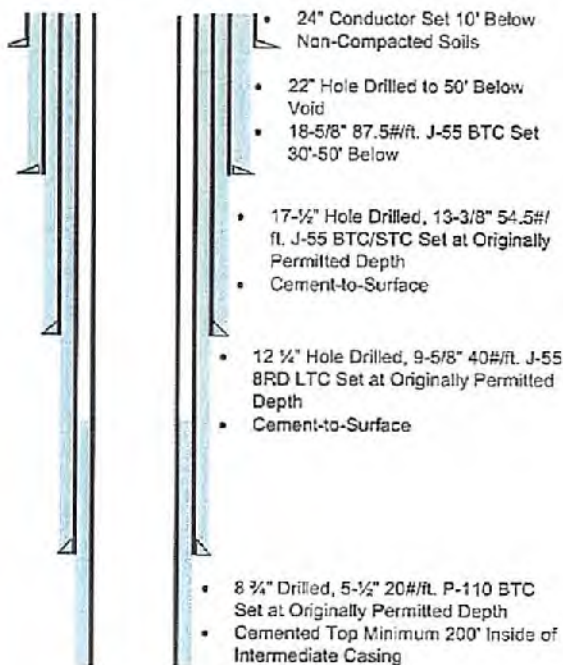 • 24" Conductor Set 10' Below
Non-Compacted Soils
• 22" Hole Drilled to 50' Below
Void
• 18-5/8" 87.5#/ft. J-55 BTC Set
30'-50' Below
• 17-½" Hole Drilled, 13-3/8" 54.5#/
ft. J-55 BTC/STC Set at Originally
Permitted Depth
• Cement-to-Surface
• 12 ¼" Hole Drilled, 9-5/8" 40#/ft. J-55
8RD LTC Set at Originally Permitted
Depth
• Cement-to-Surface
• 8 ¾" Drilled, 5-½" 20#/ft. P-110 BTC
Set at Originally Permitted Depth
• Cemented Top Minimum 200' Inside of
Intermediate Casing